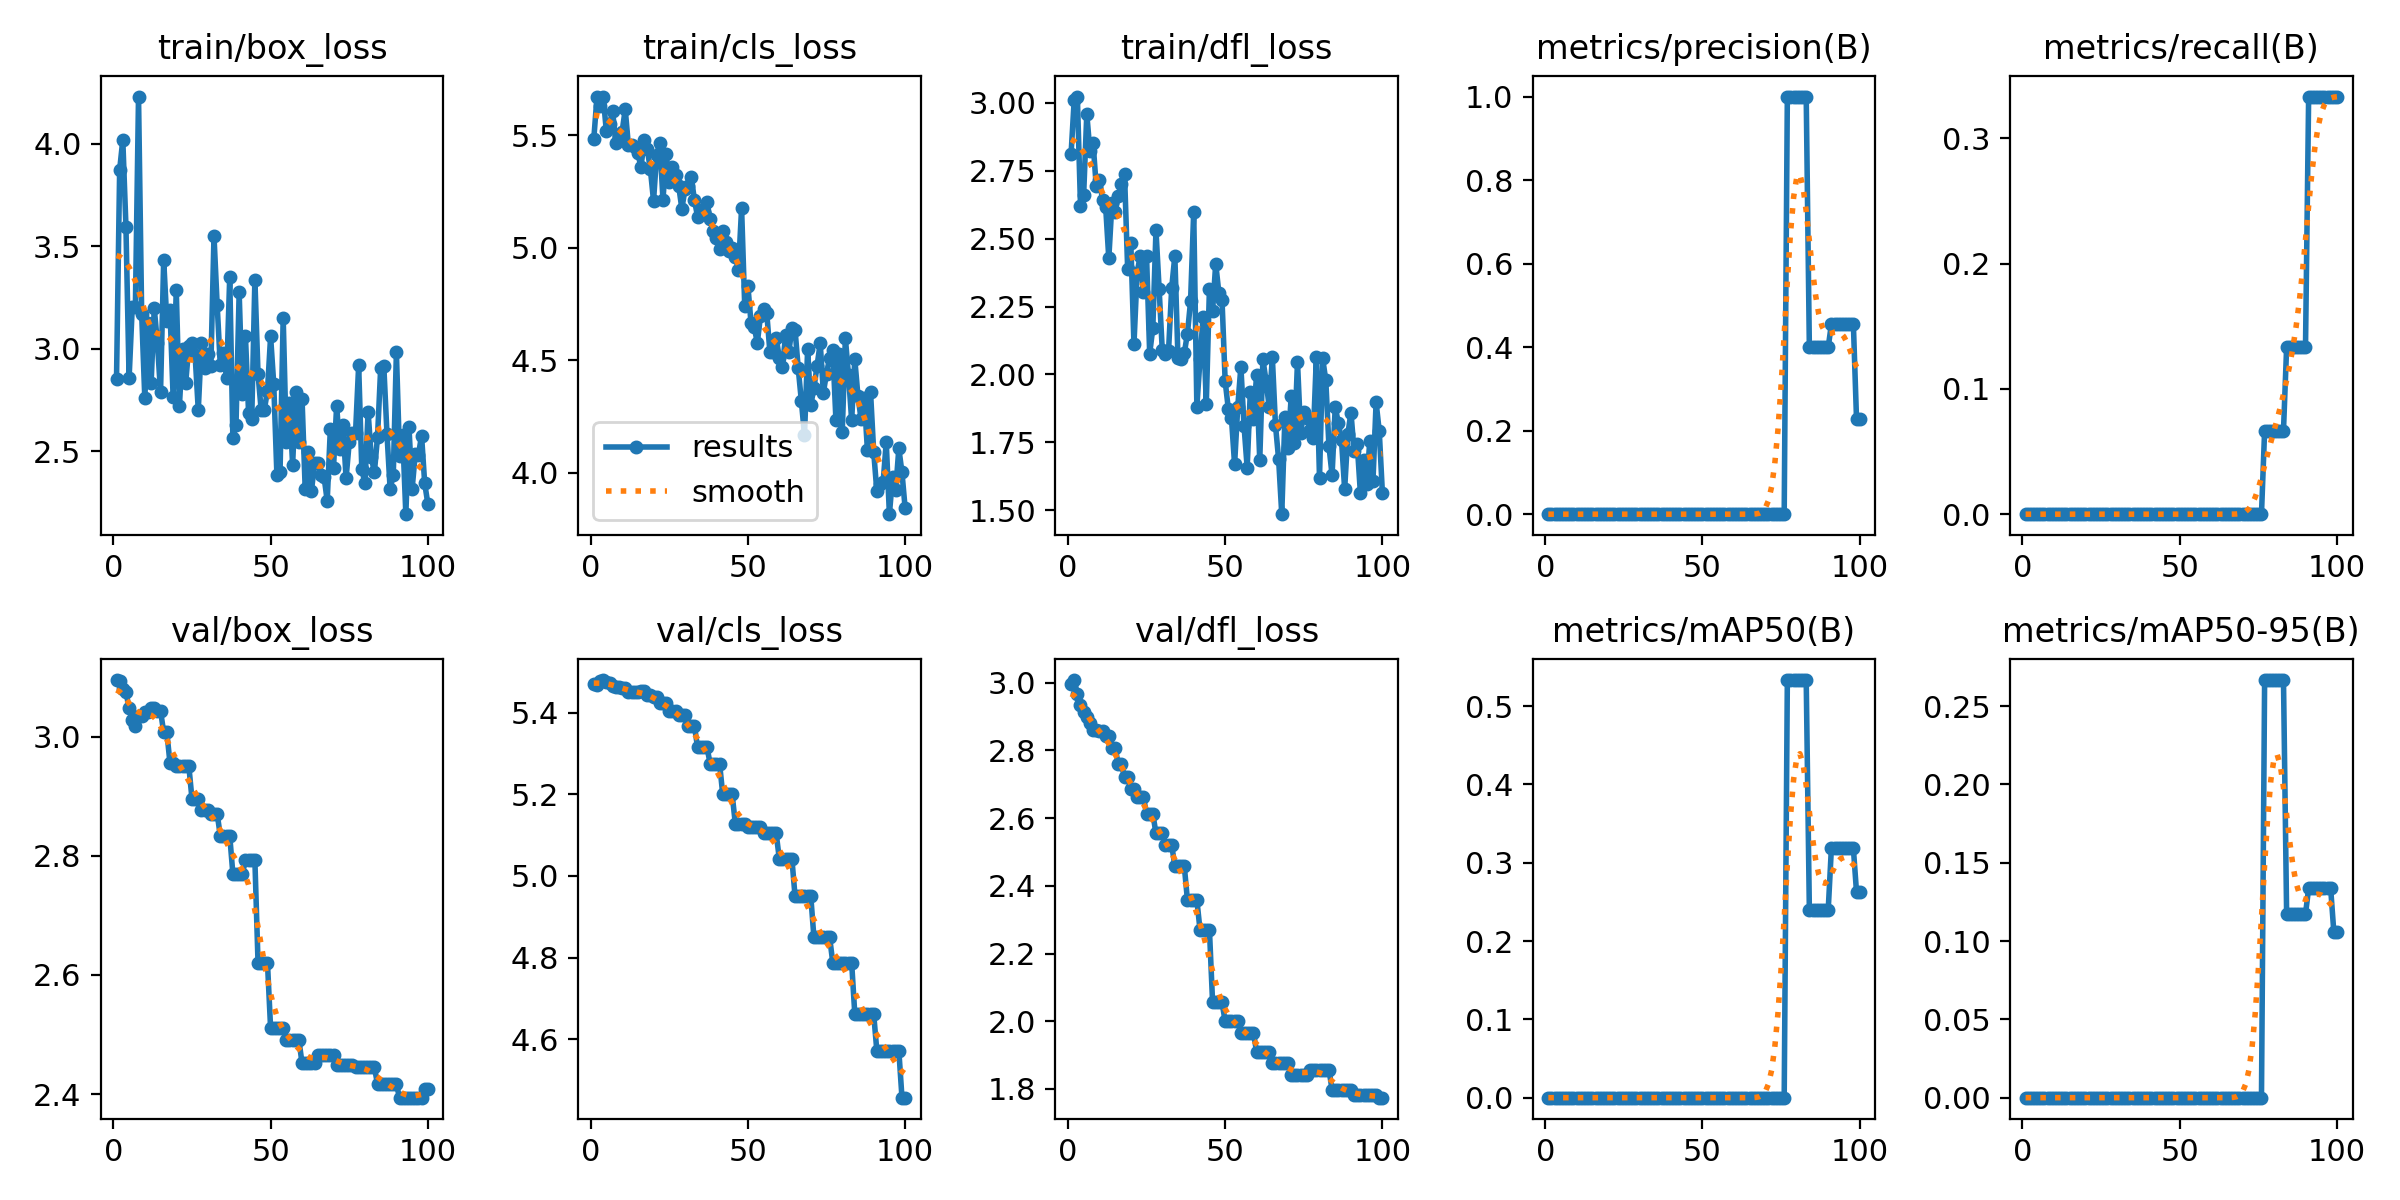 train/box_loss
4.0
3.5
3.0
2.5
0 50 100
train/cls_loss
5.5
5.0
4.5
4.0
results
smooth
0 50 100
train/dfl_loss
3.00
2.75
2.50
2.25
2.00
1.75
1.50
0 50 100
metrics/precision(B)
1.0
0.8
0.6
0.4
0.2
0.0
0 50 100
metrics/recall(B)
0.3
0.2
0.1
0.0
0 50 100
val/box_loss
3.0
2.8
2.6
2.4
0 50 100
val/cls_loss
5.4
5.2
5.0
4.8
4.6
0 50 100
val/dfl_loss
3.0
2.8
2.6
2.4
2.2
2.0
1.8
0 50 100
metrics/mAP50(B)
0.5
0.4
0.3
0.2
0.1
0.0
0 50 100
metrics/mAP50-95(B)
0.25
0.20
0.15
0.10
0.05
0.00
0 50 100